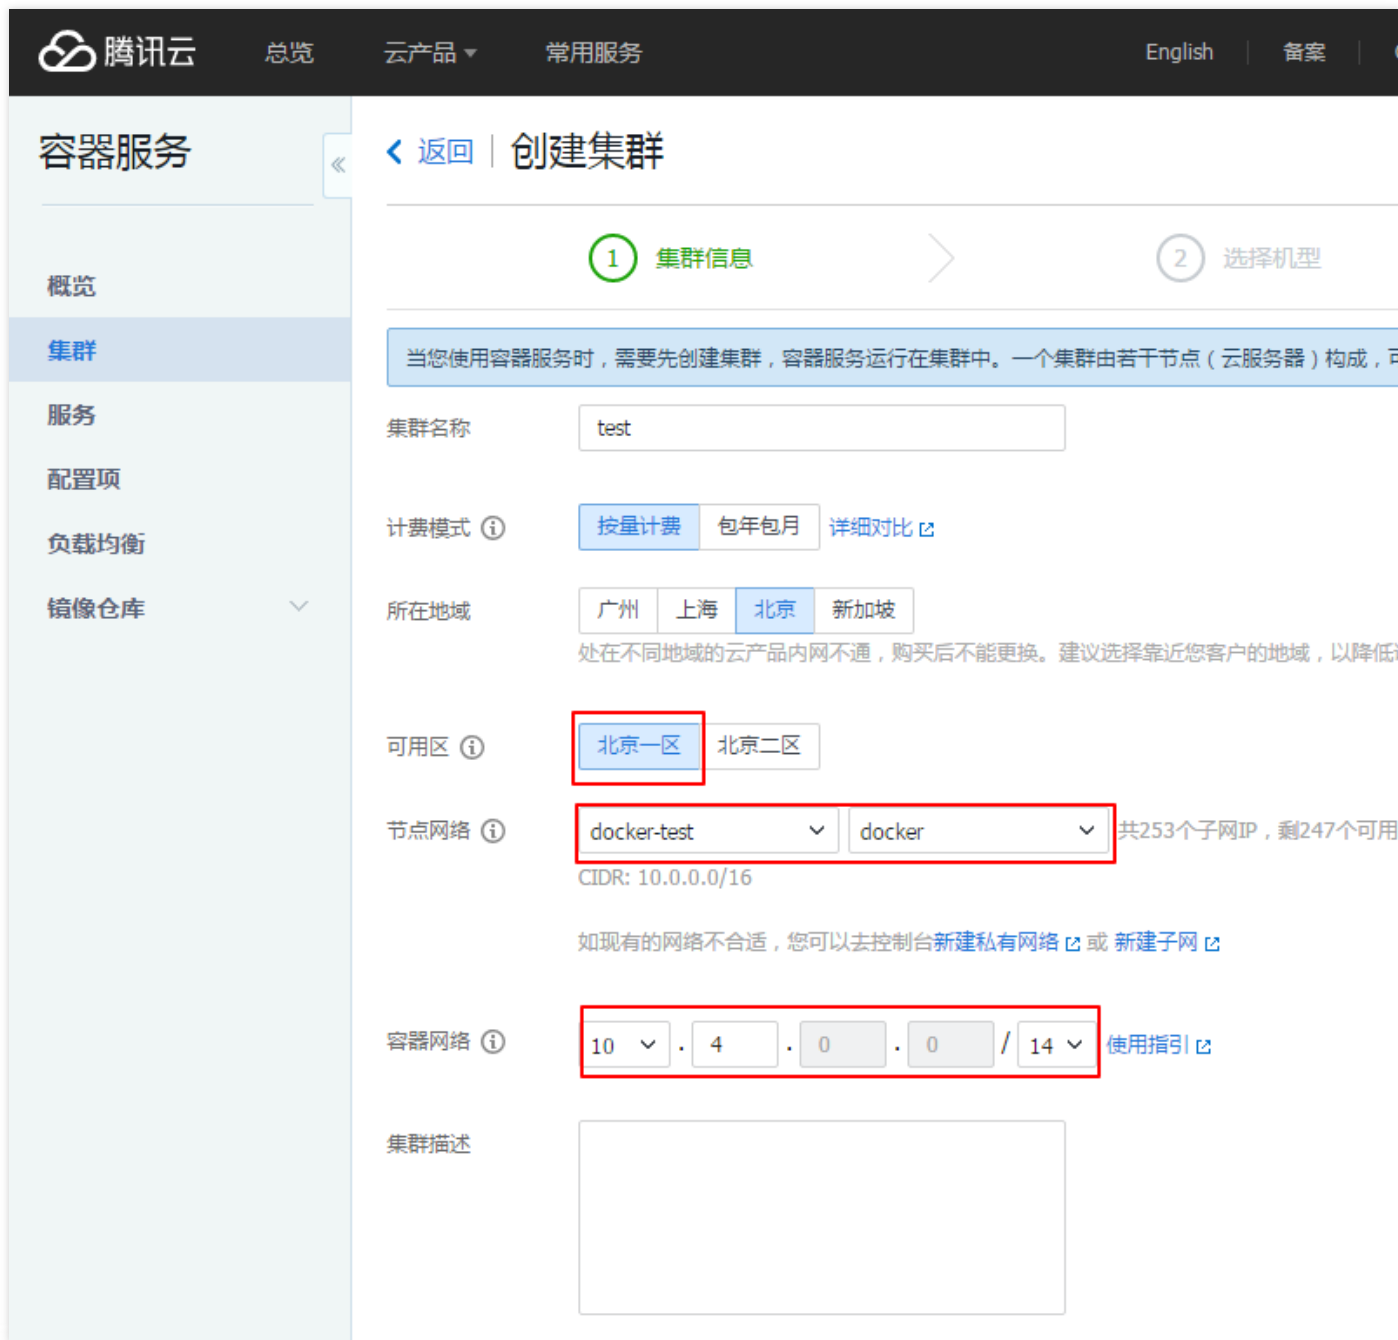 腾讯云 总览 云产品 常用服务 English 备案
容器服务
返回 创建集群
1 集群信息 2 选择机型
概览
集群
服务
配置项
负载均衡
镜像仓库
当您使用容器服务时，需要先创建集群，容器服务运行在集群中。一个集群由若干节点（云服务器）构成，可
集群名称 test
计费模式 按量计费 包年包月 详细对比
所在地域 广州 上海 北京 新加坡
处在不同地域的云产品内网不通，购买后不能更换。建议选择靠近您客户的地域，以降低
可用区 北京一区 北京二区
节点网络 docker-test docker 共253个子网IP，剩247个可用
CIDR: 10.0.0.0/16
如现有的网络不合适，您可以去控制台新建私有网络 或 新建子网
容器网络 10 . 4 . 0 . 0 / 14 使用指引
集群描述